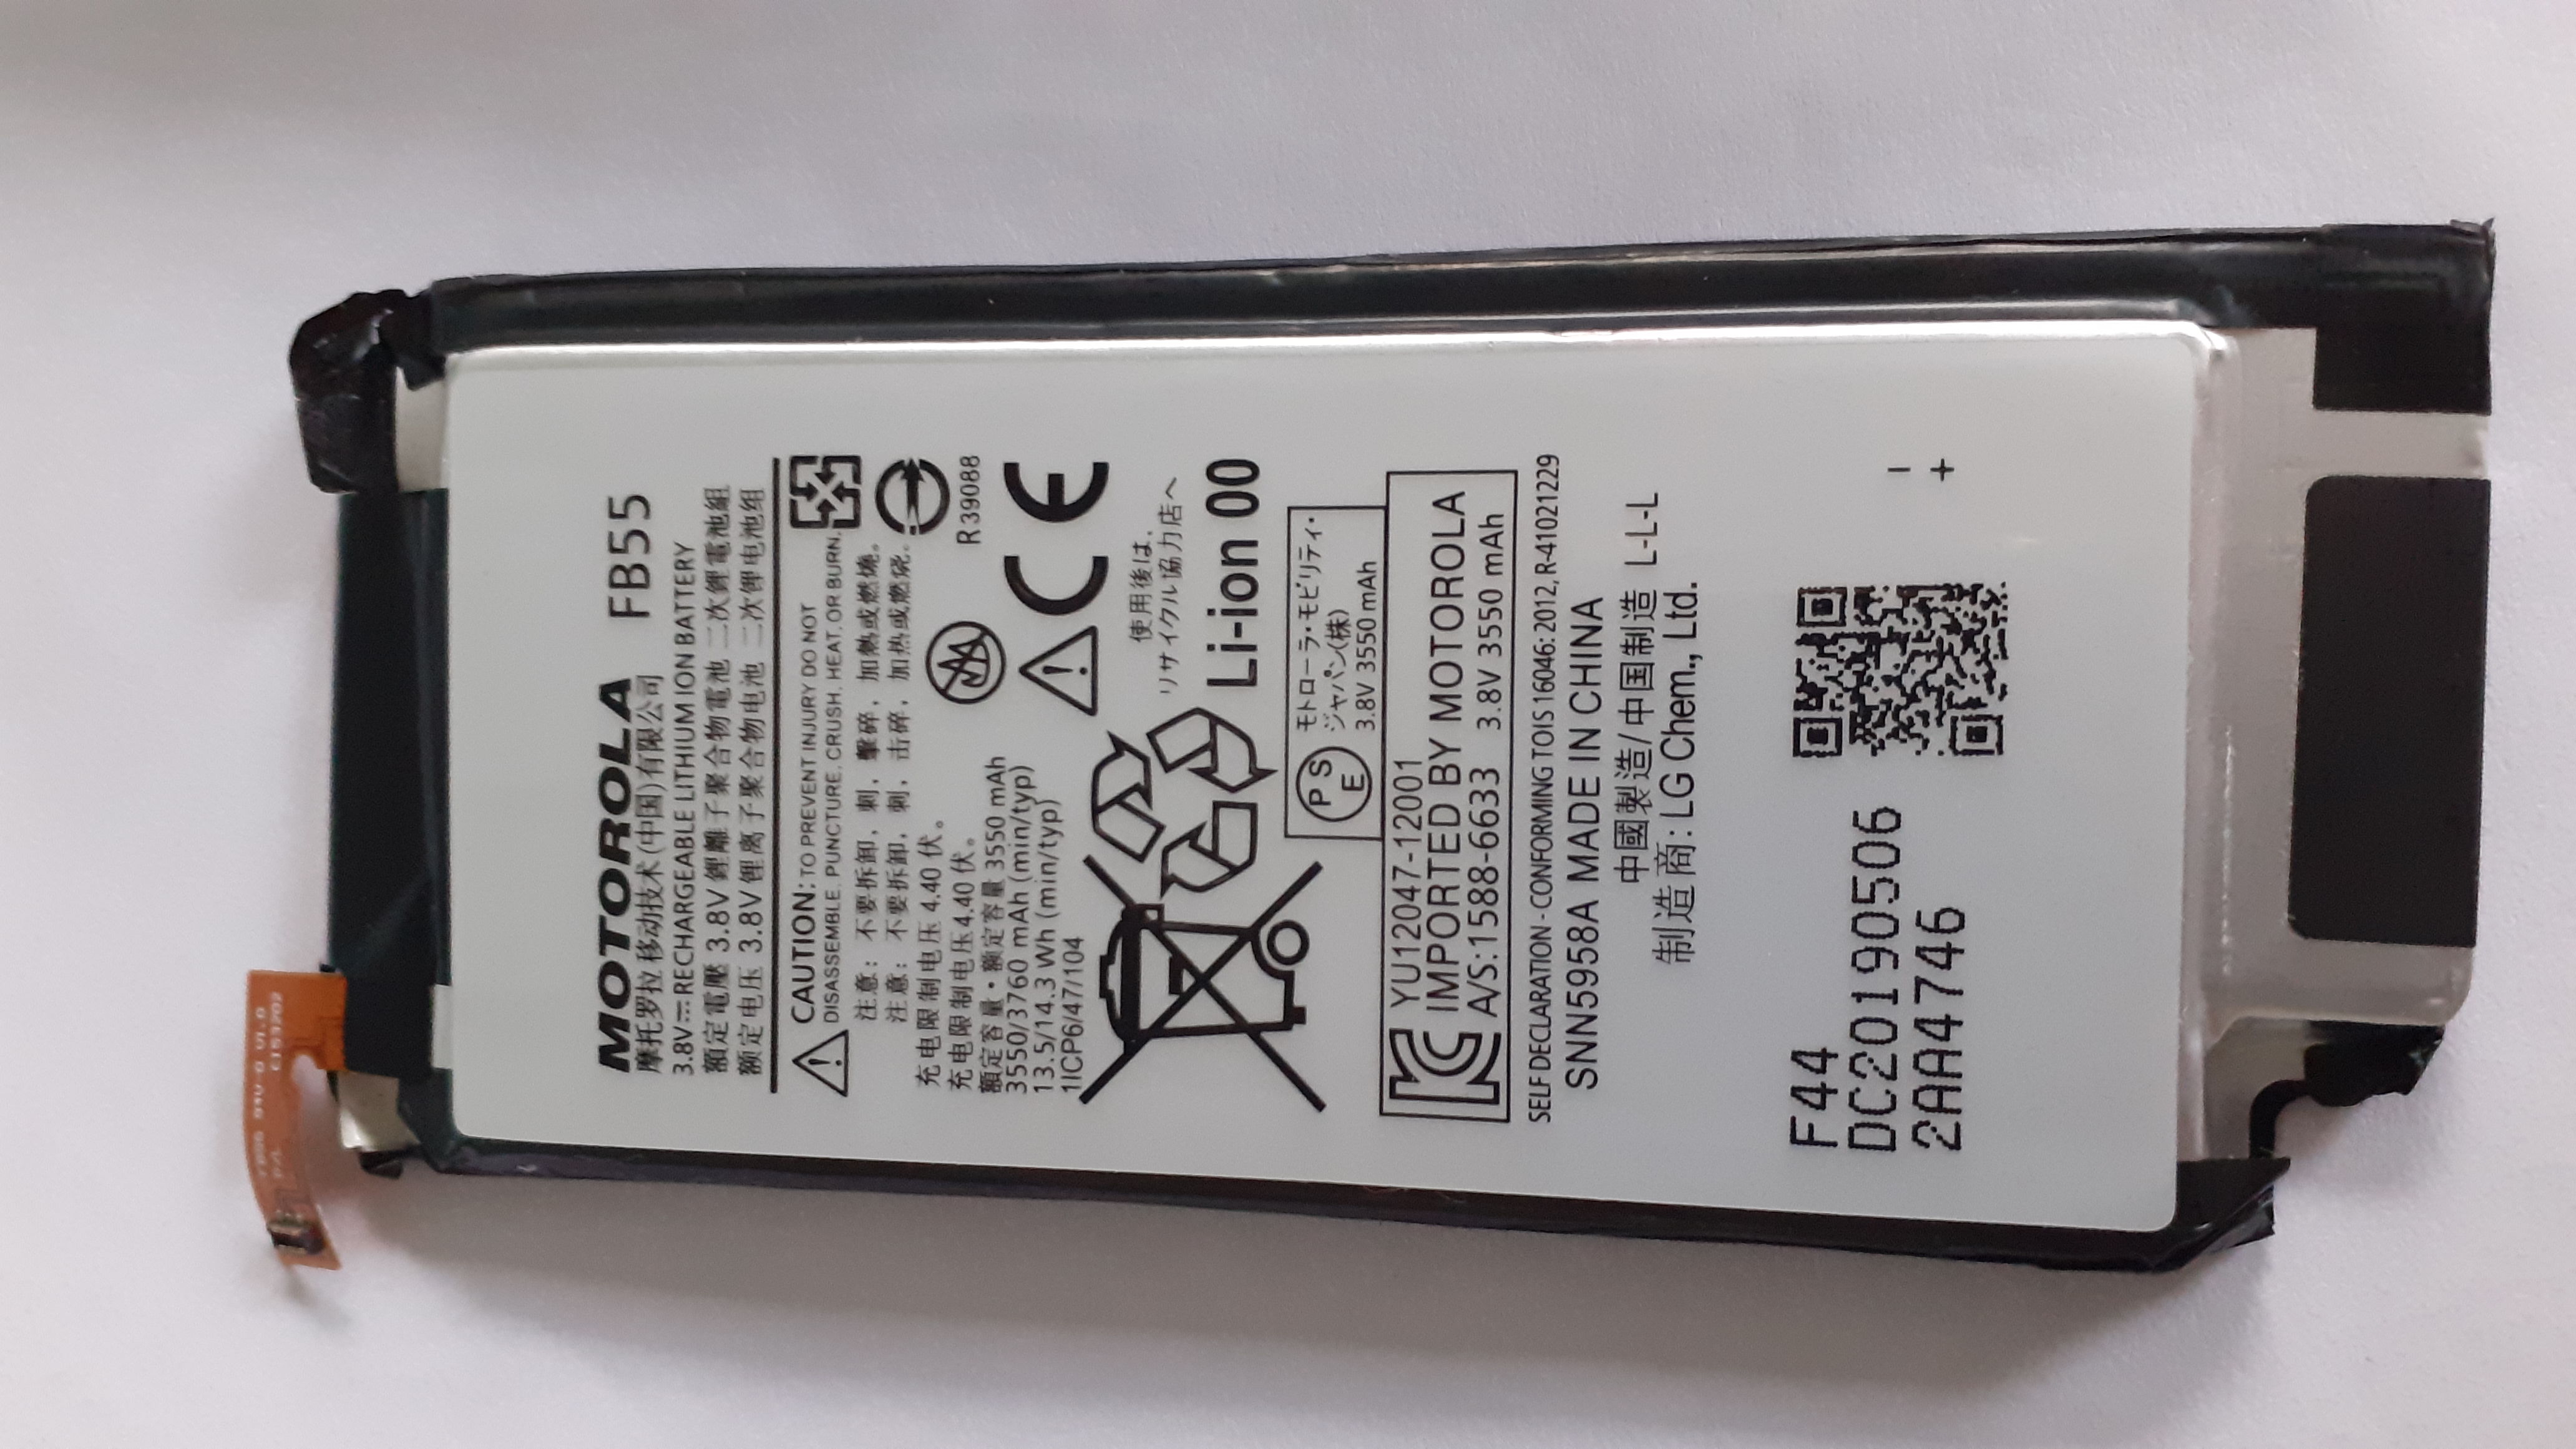 MOTOROLA FB55
摩托罗拉移动技术(中国)有限公司
3.8V⎓RECHARGEABLE LITHIUM ION BATTERY
額定電壓 3.8V 鋰離子聚合物電池 二次鋰電池組
额定电压 3.8V 锂离子聚合物电池 二次锂电池组
CAUTION: TO PREVENT INJURY DO NOT
DISASSEMBLE, PUNCTURE, CRUSH, HEAT, OR BURN.
注意：不要拆卸，刺，擊碎，加熱或燃燒。
注意：不要拆卸，刺，击碎，加热或燃烧。
充电限制电压 4.40 伏。
充电限制电压4.40 伏。
額定容量・额定容量 3550 mAh
3550/3760 mAh (min/typ)
13.5/14.3 Wh (min/typ)
1ICP6/47/104
R39088
CE
使用後は、
リサイクル協力店へ
Li-ion 00
PSE
モトローラ・モビリティ・
ジャパン(株)
3.8V 3550 mAh
YU12047-12001
IMPORTED BY MOTOROLA
A/S:1588-6633 3.8V 3550 mAh
SELF DECLARATION - CONFORMING TO IS 16046: 2012, R-41021229
SNN5958A MADE IN CHINA
中國製造/中国制造 L-L-L
制造商: LG Chem., Ltd.
F44
DC20190506
2AA4746
- +